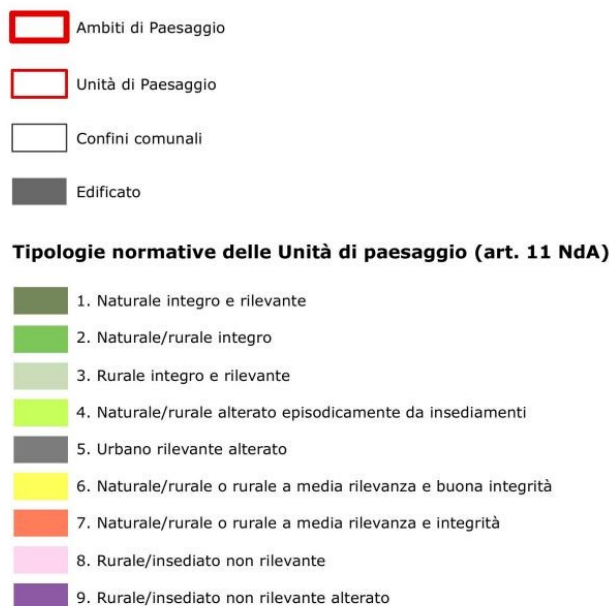 Ambiti di Paesaggio
Unità di Paesaggio
Confini comunali
Edificato
Tipologie normative delle Unità di paesaggio (art. 11 NdA)
1. Naturale integro e rilevante
2. Naturale/rurale integro
3. Rurale integro e rilevante
4. Naturale/rurale alterato episodicamente da insediamenti
5. Urbano rilevante alterato
6. Naturale/rurale o rurale a media rilevanza e buona integrità
7. Naturale/rurale o rurale a media rilevanza e integrità
8. Rurale/insediato non rilevante
9. Rurale/insediato non rilevante alterato